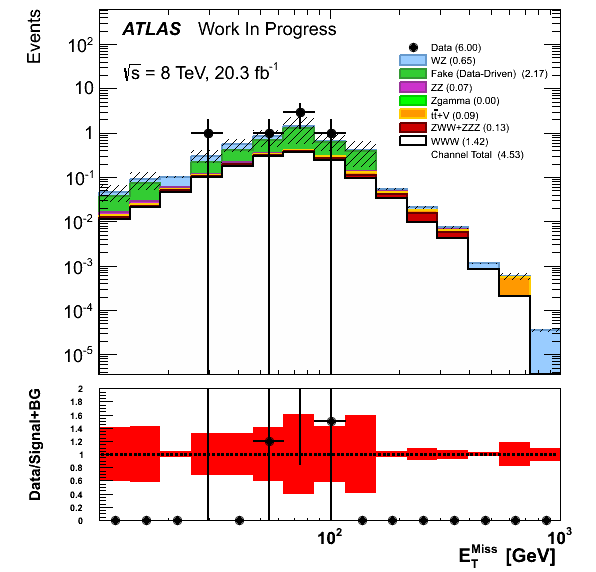 Events
ATLAS Work In Progress
√s = 8 TeV, 20.3 fb⁻¹
Data (6.00)
WZ (0.65)
Fake (Data-Driven) (2.17)
ZZ (0.07)
Zgamma (0.00)
tt̄+V (0.09)
ZWW+ZZZ (0.13)
WWW (1.42)
Channel Total (4.53)
10²
10
1
10⁻¹
10⁻²
10⁻³
10⁻⁴
10⁻⁵
Data/Signal+BG
2
1.8
1.6
1.4
1.2
1
0.8
0.6
0.4
0.2
0
10² 10³
E_T^Miss [GeV]